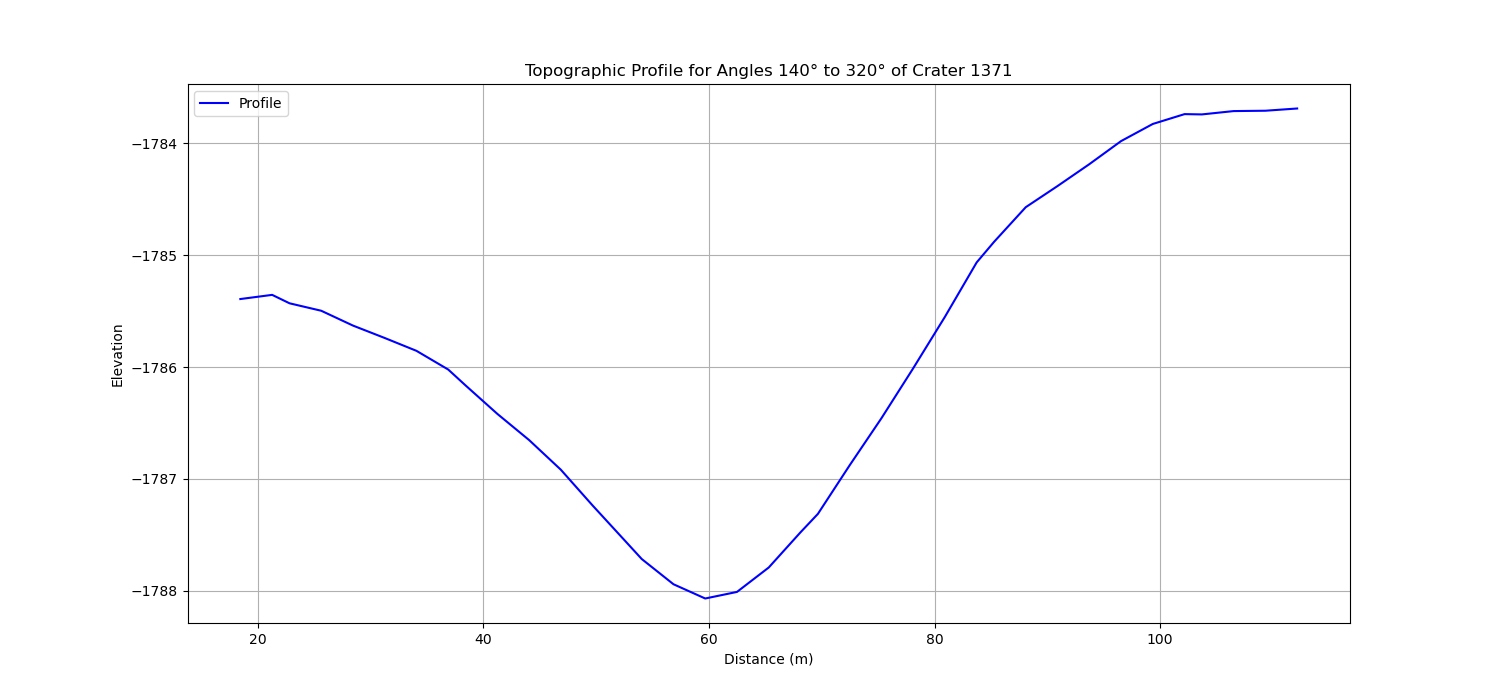 Topographic Profile for Angles 140° to 320° of Crater 1371
Profile
−1784
−1785
−1786
−1787
−1788
Elevation
20 40 60 80 100
Distance (m)